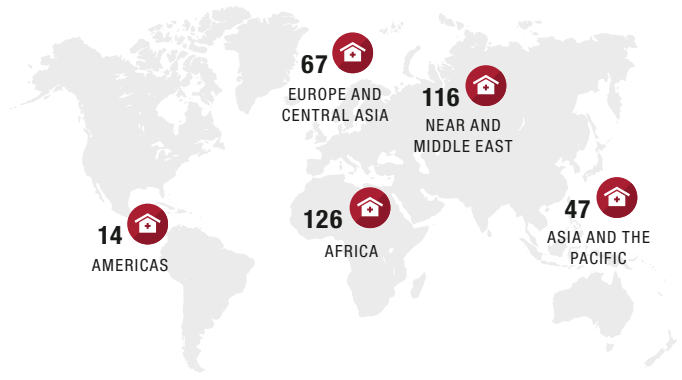 67
EUROPE AND
CENTRAL ASIA
116
NEAR AND
MIDDLE EAST
14
AMERICAS
126
AFRICA
47
ASIA AND THE
PACIFIC